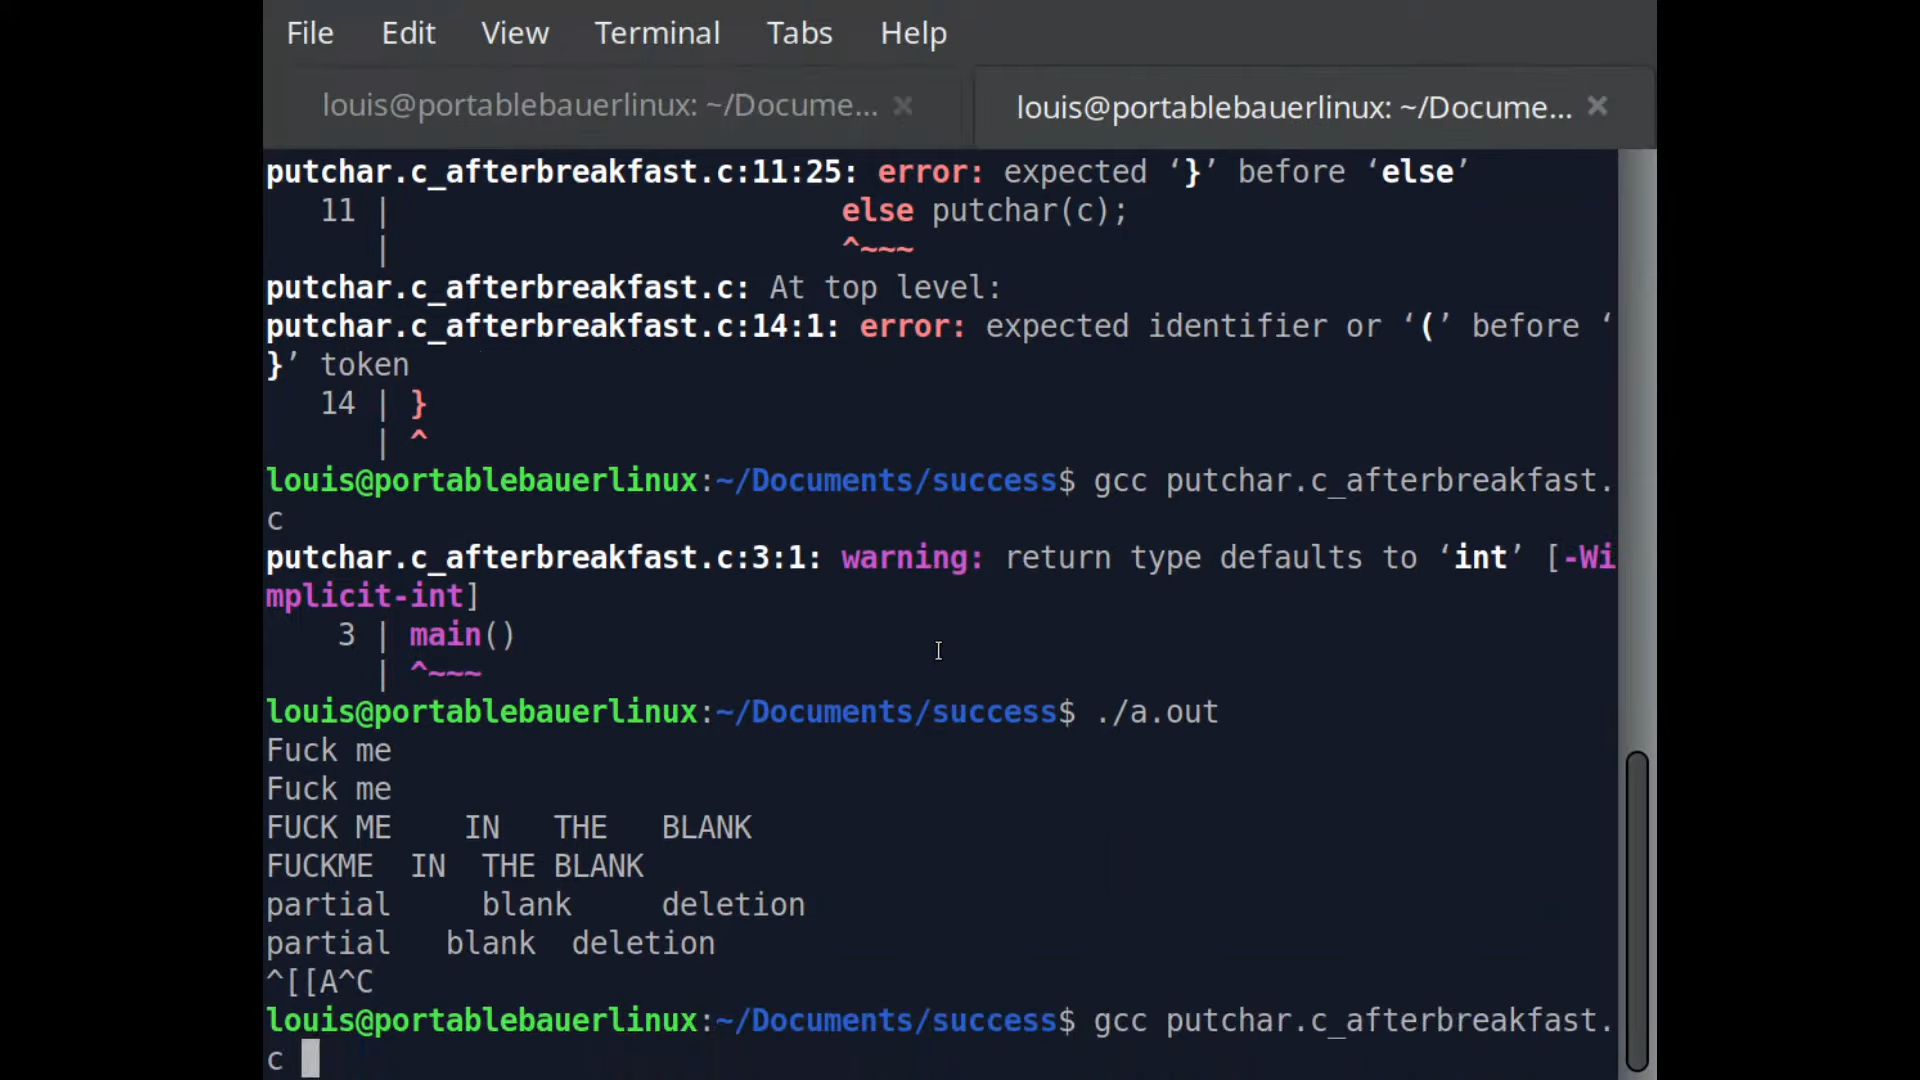 File Edit View Terminal Tabs Help
louis@portablebauerlinux: ~/Docume... × louis@portablebauerlinux: ~/Docume... ×
putchar.c_afterbreakfast.c:11:25: error: expected ‘}’ before ‘else’
   11 |                         else putchar(c);
      |                         ^~~~
putchar.c_afterbreakfast.c: At top level:
putchar.c_afterbreakfast.c:14:1: error: expected identifier or ‘(’ before ‘
}’ token
   14 | }
      | ^
louis@portablebauerlinux:~/Documents/success$ gcc putchar.c_afterbreakfast.
c
putchar.c_afterbreakfast.c:3:1: warning: return type defaults to ‘int’ [-Wi
mplicit-int]
    3 | main()
      | ^~~~
louis@portablebauerlinux:~/Documents/success$ ./a.out
Fuck me
Fuck me
FUCK ME    IN   THE   BLANK
FUCKME  IN  THE BLANK
partial     blank     deletion
partial   blank  deletion
^[[A^C
louis@portablebauerlinux:~/Documents/success$ gcc putchar.c_afterbreakfast.
c